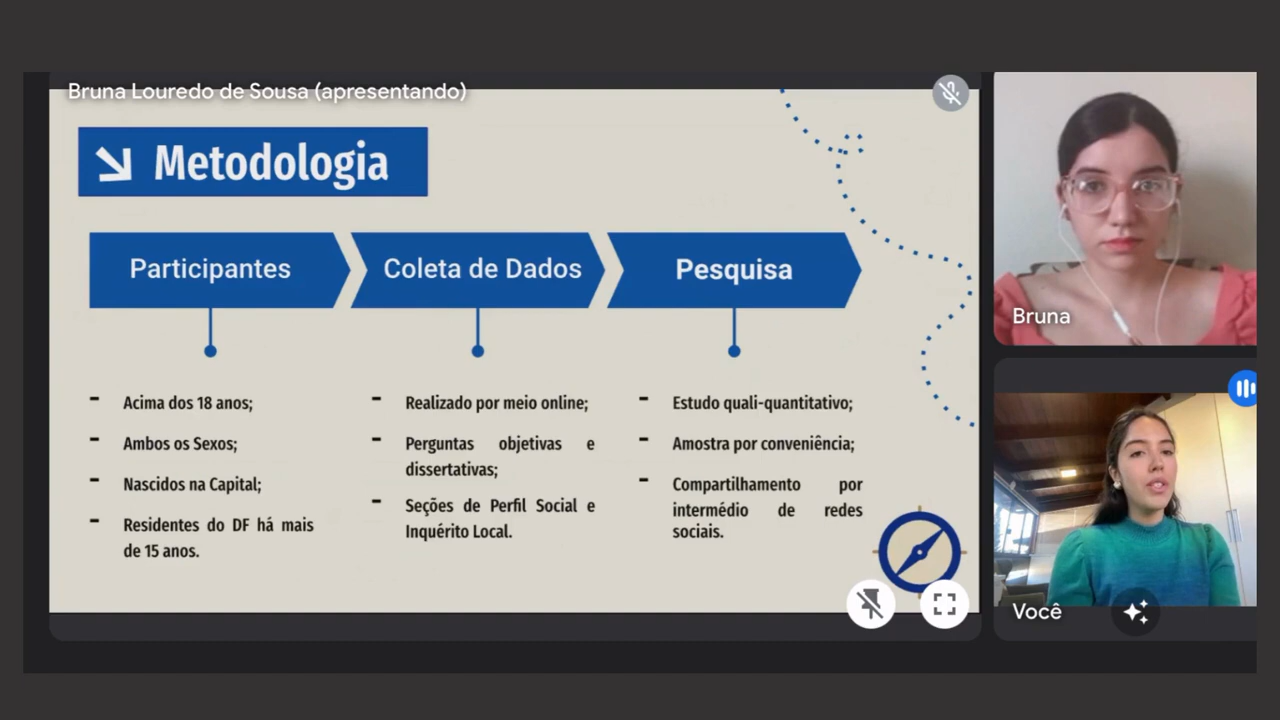 Bruna Louredo de Sousa (apresentando)
Metodologia
Participantes
Coleta de Dados
Pesquisa
- Acima dos 18 anos;
- Ambos os Sexos;
- Nascidos na Capital;
- Residentes do DF há mais
de 15 anos.
- Realizado por meio online;
- Perguntas objetivas e
dissertativas;
- Seções de Perfil Social e
Inquérito Local.
- Estudo quali-quantitativo;
- Amostra por conveniência;
- Compartilhamento por
intermédio de redes
sociais.
Bruna
Você